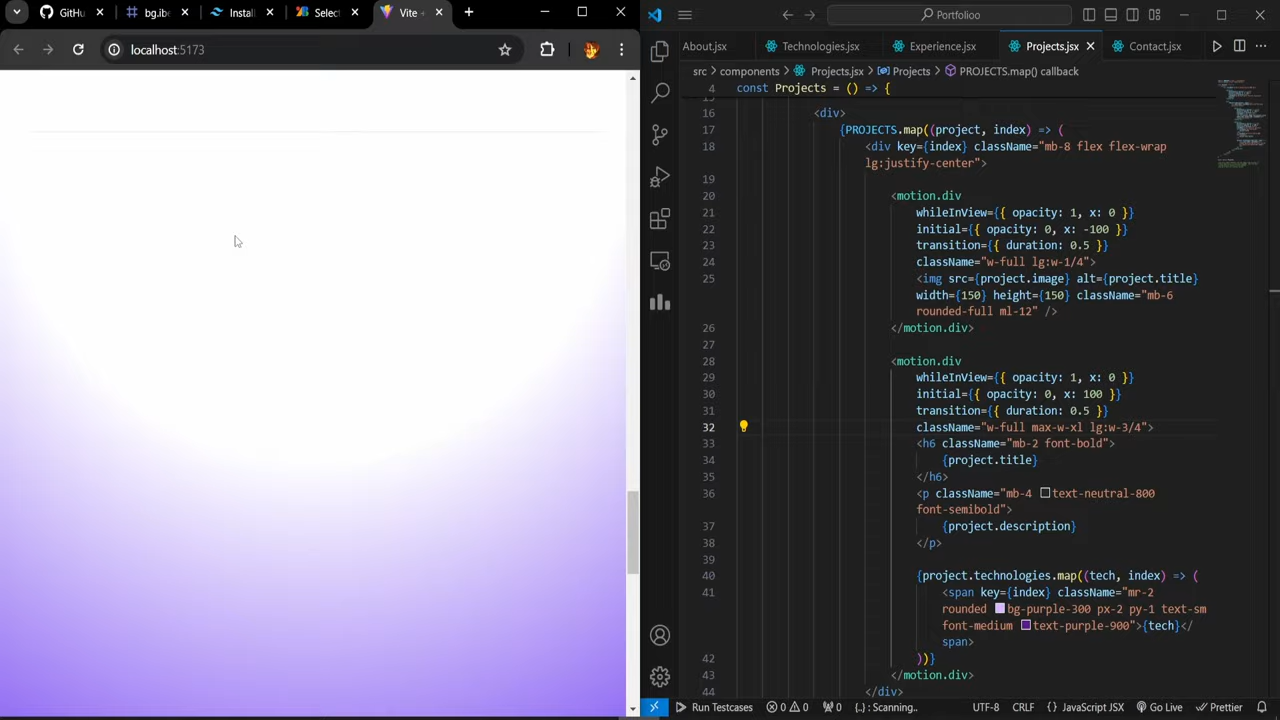 GitHu
bg.ibe
Install
Select
Vite +
localhost:5173
Portfolioo
About.jsx
Technologies.jsx
Experience.jsx
Projects.jsx
Contact.jsx
src > components > Projects.jsx > Projects > PROJECTS.map() callback
4 const Projects = () => {
15
16 <div>
17 {PROJECTS.map((project, index) => (
18 <div key={index} className="mb-8 flex flex-wrap
lg:justify-center">
19
20 <motion.div
21 whileInView={{ opacity: 1, x: 0 }}
22 initial={{ opacity: 0, x: -100 }}
23 transition={{ duration: 0.5 }}
24 className="w-full lg:w-1/4">
25 <img src={project.image} alt={project.title}
width={150} height={150} className="mb-6
rounded-full ml-12" />
26 </motion.div>
27
28 <motion.div
29 whileInView={{ opacity: 1, x: 0 }}
30 initial={{ opacity: 0, x: 100 }}
31 transition={{ duration: 0.5 }}
32 className="w-full max-w-xl lg:w-3/4">
33 <h6 className="mb-2 font-bold">
34 {project.title}
35 </h6>
36 <p className="mb-4 text-neutral-800
font-semibold">
37 {project.description}
38 </p>
39
40 {project.technologies.map((tech, index) => (
41 <span key={index} className="mr-2
rounded bg-purple-300 px-2 py-1 text-sm
font-medium text-purple-900">{tech}</
span>
42 ))}
43 </motion.div>
44 </div>
Run Testcases
0 0
0
{..} : Scanning..
UTF-8
CRLF
{ } JavaScript JSX
Go Live
Prettier